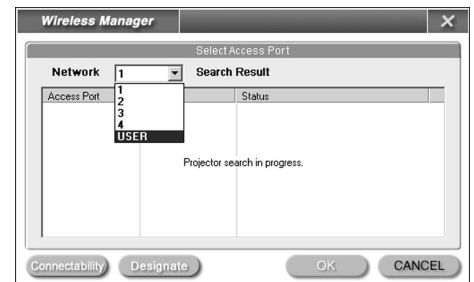 Wireless Manager
Select Access Port
Network 1 Search Result
Access Port Status
1
2
3
4
USER
Projector search in progress.
Connectability Designate OK CANCEL